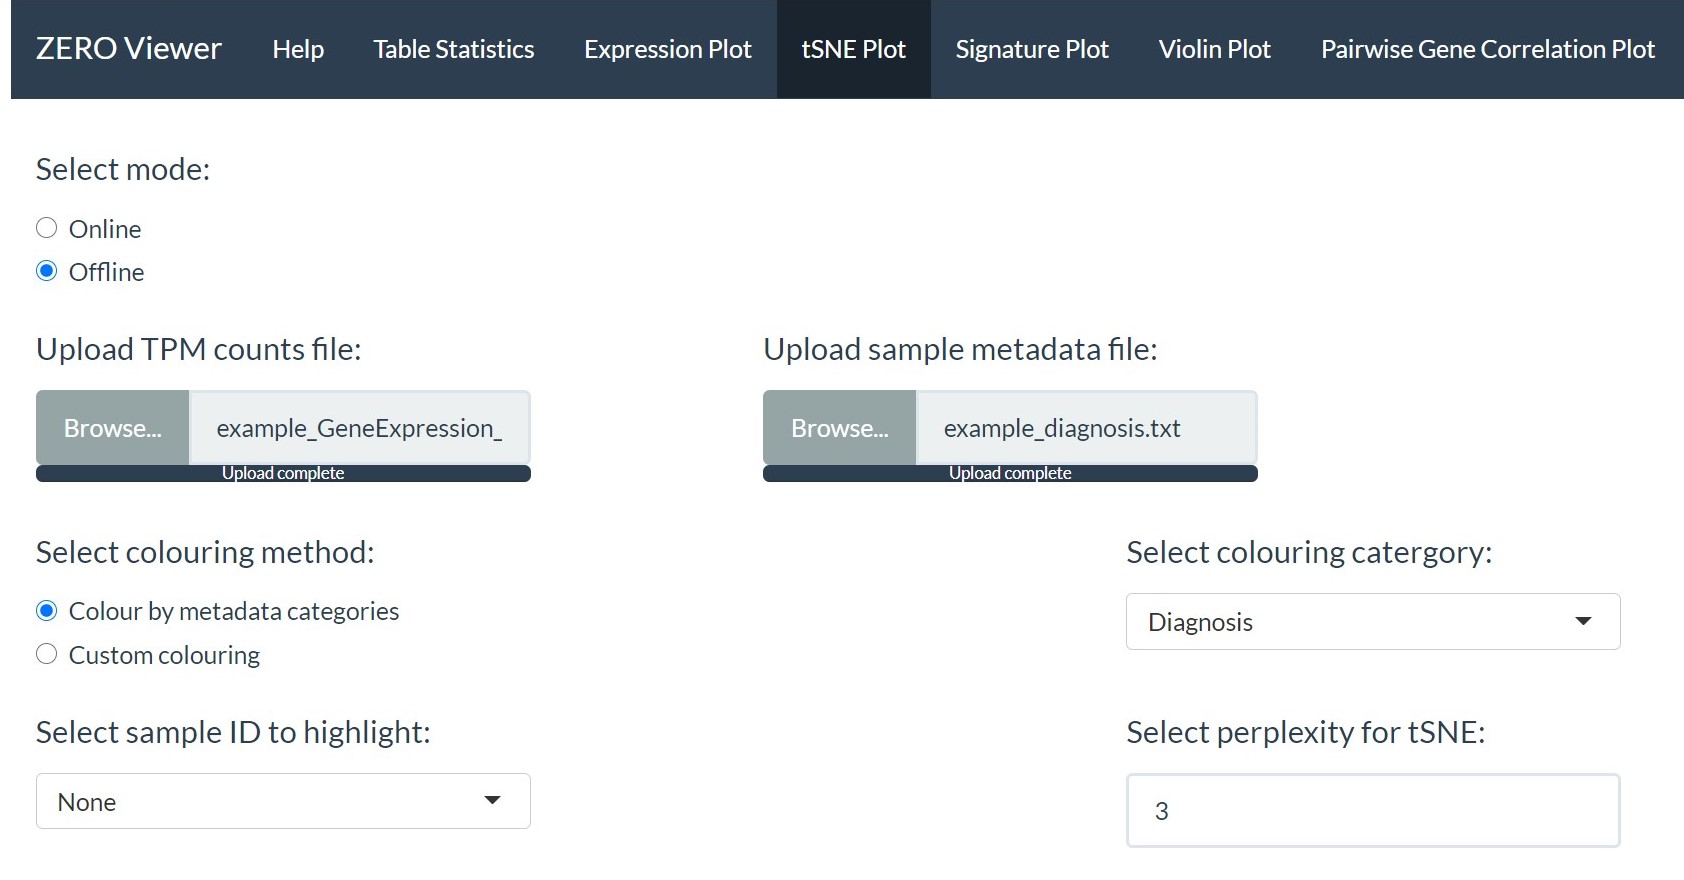 ZERO Viewer Help Table Statistics Expression Plot tSNE Plot Signature Plot Violin Plot Pairwise Gene Correlation Plot
Select mode:
Online
Offline
Upload TPM counts file: Upload sample metadata file:
Browse... example_GeneExpression_ Browse... example_diagnosis.txt
Upload complete Upload complete
Select colouring method: Select colouring catergory:
Colour by metadata categories Diagnosis
Custom colouring
Select sample ID to highlight: Select perplexity for tSNE:
None 3